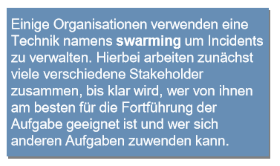 Einige Organisationen verwenden eine
Technik namens swarming um Incidents
zu verwalten. Hierbei arbeiten zunächst
viele verschiedene Stakeholder
zusammen, bis klar wird, wer von ihnen
am besten für die Fortführung der
Aufgabe geeignet ist und wer sich
anderen Aufgaben zuwenden kann.